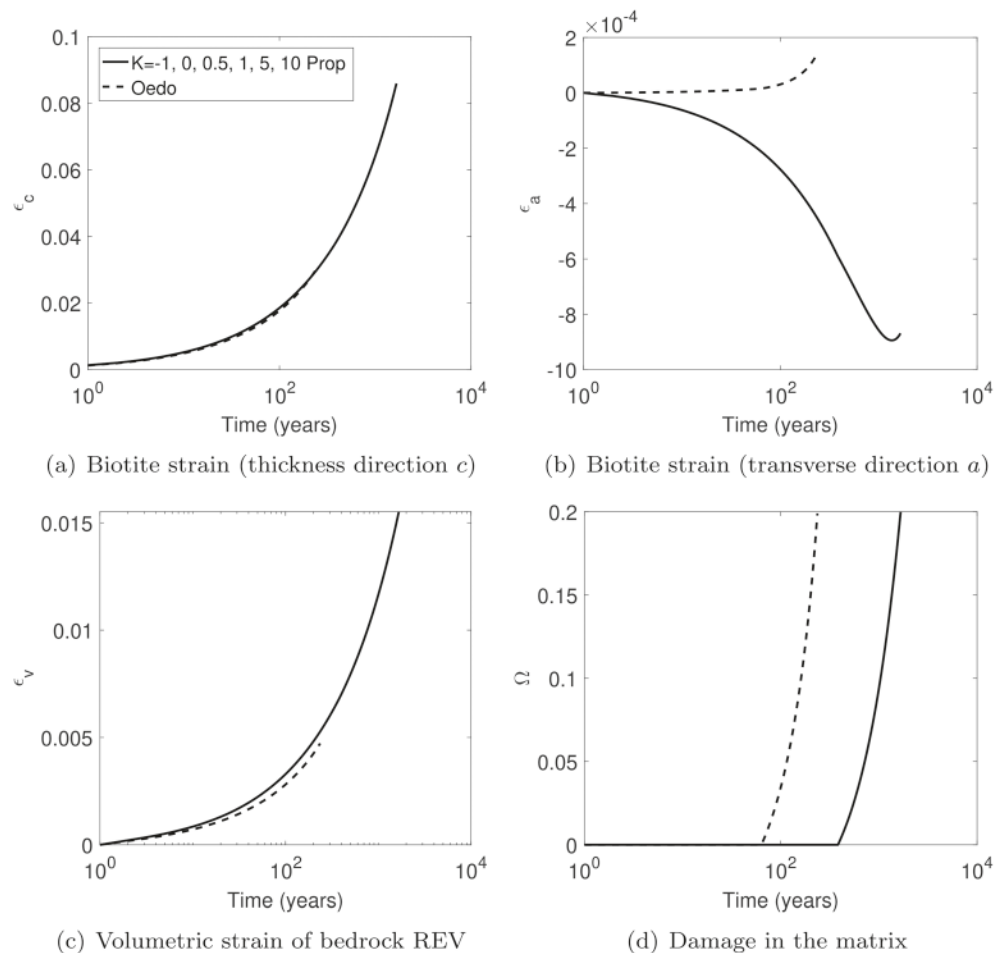 0.1
0.08
0.06
0.04
0.02
0
ϵc
K=-1, 0, 0.5, 1, 5, 10 Prop
Oedo
10^0 10^2 10^4
Time (years)
(a) Biotite strain (thickness direction c)
×10^-4
2
0
-2
-4
-6
-8
-10
ϵa
10^0 10^2 10^4
Time (years)
(b) Biotite strain (transverse direction a)
0.015
0.01
0.005
0
ϵv
10^0 10^2 10^4
Time (years)
(c) Volumetric strain of bedrock REV
0.2
0.15
0.1
0.05
0
Ω
10^0 10^2 10^4
Time (years)
(d) Damage in the matrix